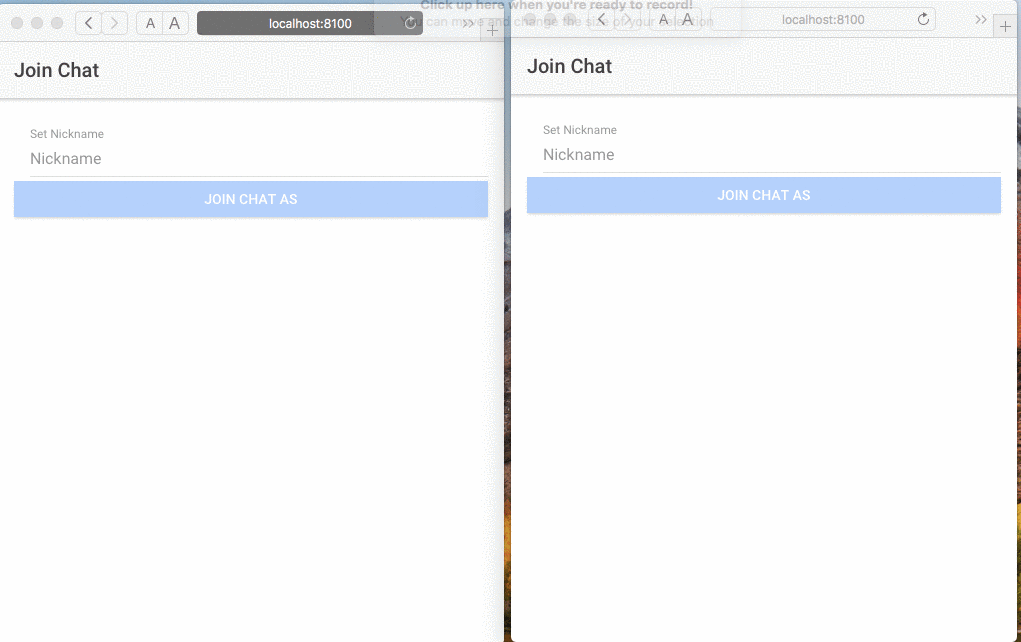 Click up here when you're ready to record!
You can move and change the size of your selection
A A localhost:8100 >> +
Join Chat
Set Nickname
Nickname
JOIN CHAT AS
A A localhost:8100 >> +
Join Chat
Set Nickname
Nickname
JOIN CHAT AS